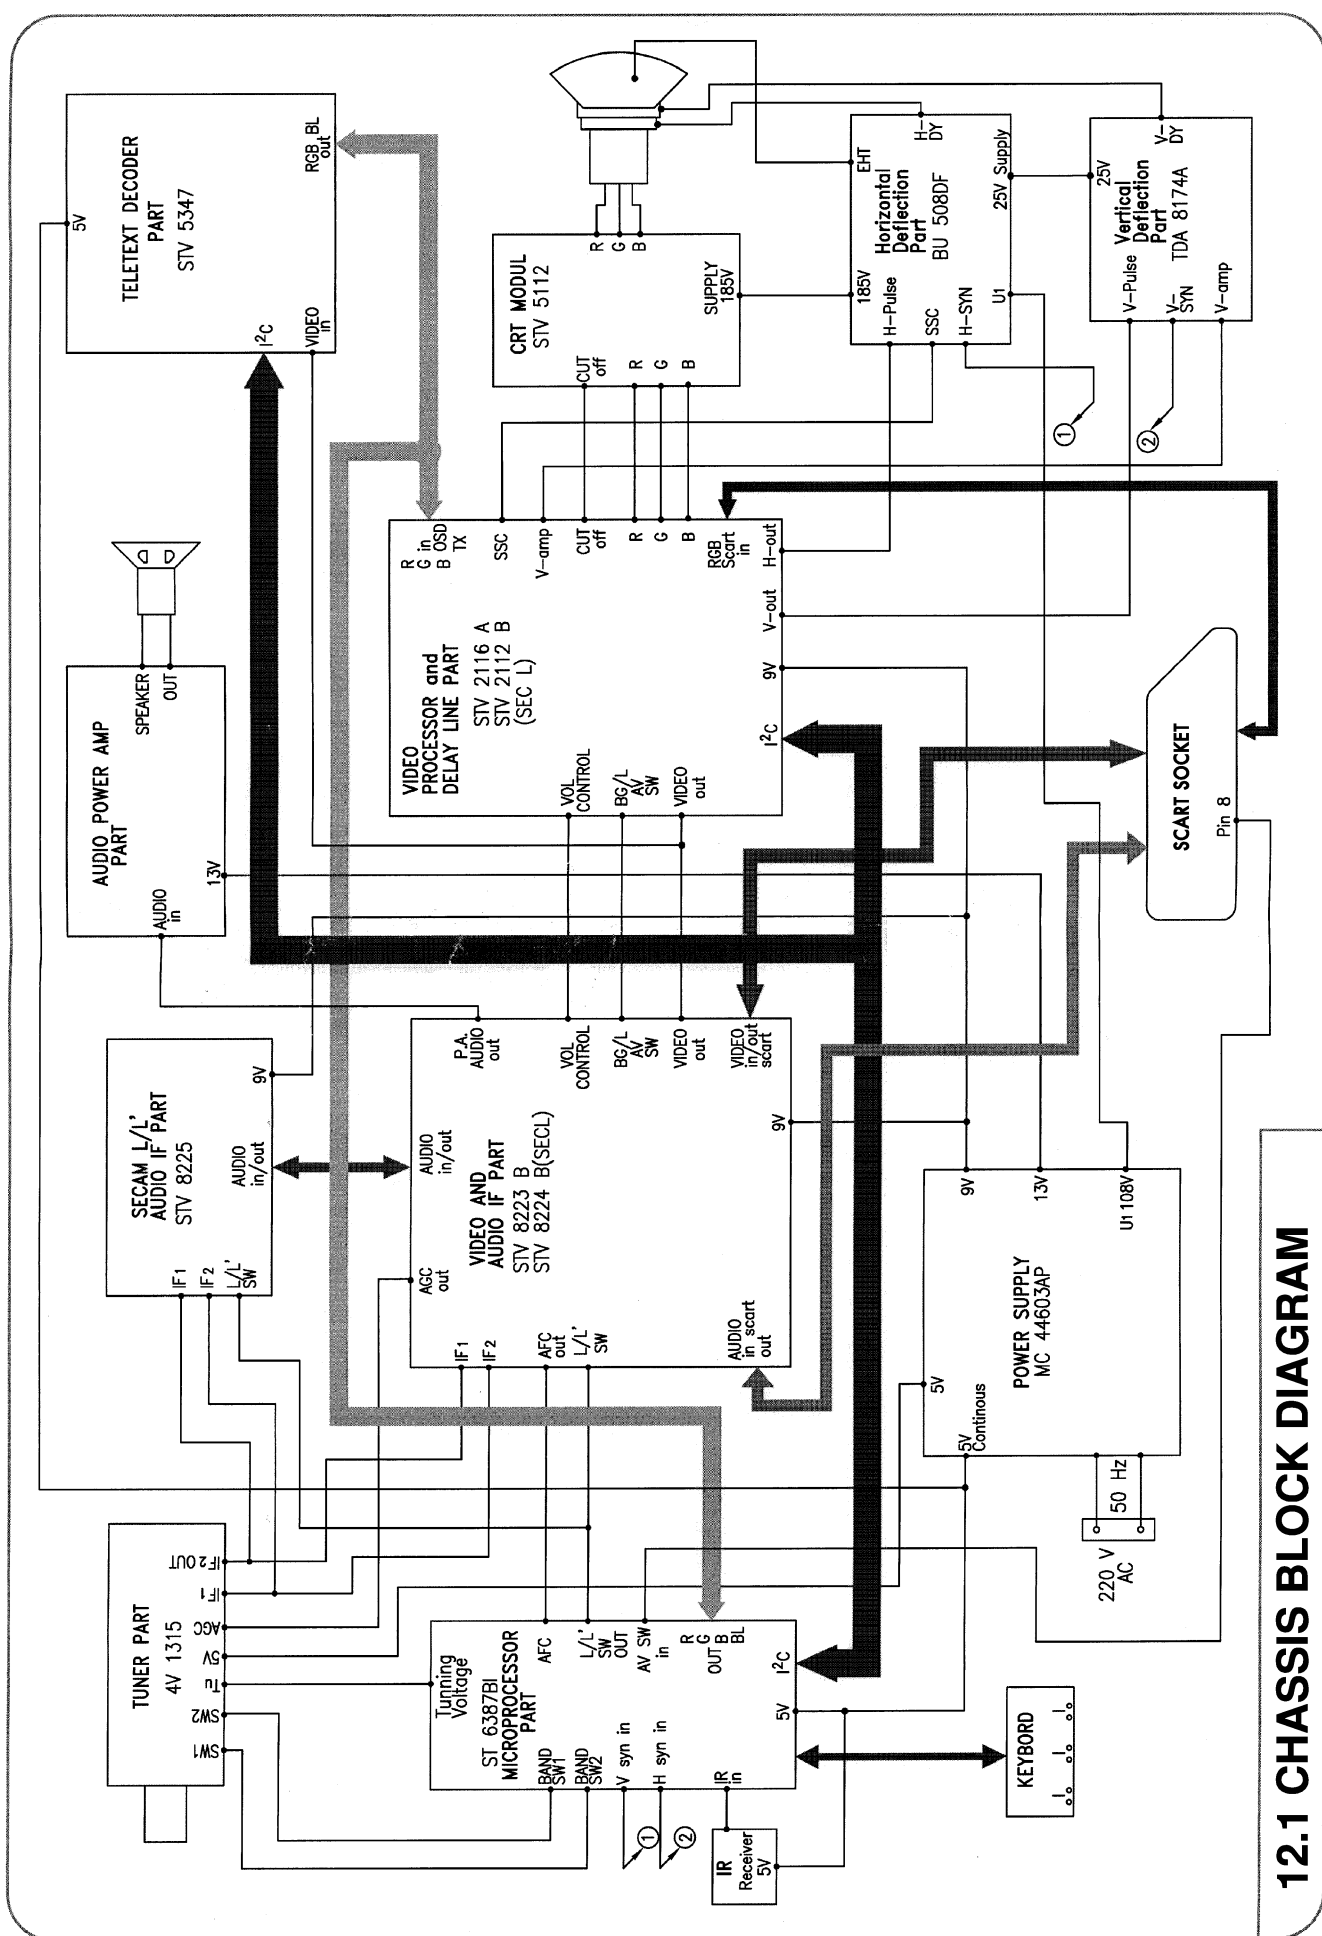 TUNER PART
4V 1315
SW1
SW2
Tu
5V
AGC
IF1
IF2 OUT
SECAM L/L'
AUDIO IF PART
STV 8225
IF1
IF2
L/L'
SW
AUDIO
in/out
9V
AUDIO POWER AMP
PART
AUDIO
in
13V
SPEAKER
OUT
TELETEXT DECODER
PART
STV 5347
5V
I²C
VIDEO
in
RGB BL
out
Tunning
Voltage
ST 6387BI
MICROPROCESSOR
PART
BAND
SW1
BAND
SW2
V syn in
H syn in
IR
in
AFC
L/L'
SW
OUT
AV SW
in
R
G
B
BL
OUT
I²C
5V
1
2
IR
Receiver
5V
KEYBORD
VIDEO AND
AUDIO IF PART
STV 8223 B
STV 8224 B(SECL)
AGC
out
AUDIO
in/out
IF1
IF2
AFC
out
L/L'
SW
AUDIO
in scart
out
P.A.
AUDIO
out
VOL
CONTROL
BG/L
AV
SW
VIDEO
out
VIDEO
in/out
scart
9V
VIDEO
PROCESSOR and
DELAY LINE PART
STV 2116 A
STV 2112 B
(SEC L)
VOL
CONTROL
BG/L
AV
SW
VIDEO
out
R
G in
B OSD
TX
SSC
V-amp
CUT
off
R
G
B
RGB
Scart
in
I²C
9V
V-out
H-out
CRT MODUL
STV 5112
CUT
off
R
G
B
R
G
B
SUPPLY
185V
Horizontal
Deflection
Part
BU 508DF
EHT
H-
DY
185V
H-Pulse
SSC
H-SYN
U1
25V Supply
Vertical
Deflection
Part
TDA 8174A
25V
V-
DY
V-Pulse
V-
SYN
V-amp
1
2
SCART SOCKET
Pin 8
POWER SUPPLY
MC 44603AP
5V
5V
Continous
9V
13V
U1 108V
50 Hz
220 V
AC
12.1 CHASSIS BLOCK DIAGRAM